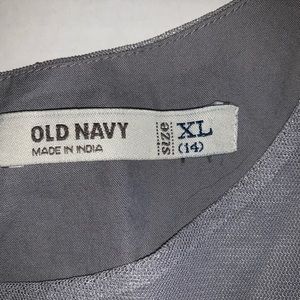 OLD NAVY
MADE IN INDIA
size
XL
(14)